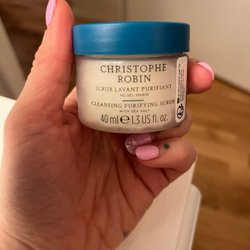 CHRISTOPHE
ROBIN
SCRUB LAVANT PURIFIANT
AU SEL MARIN
CLEANSING PURIFYING SCRUB
WITH SEA SALT
40 ml ℮ 1.3 US fl. oz.